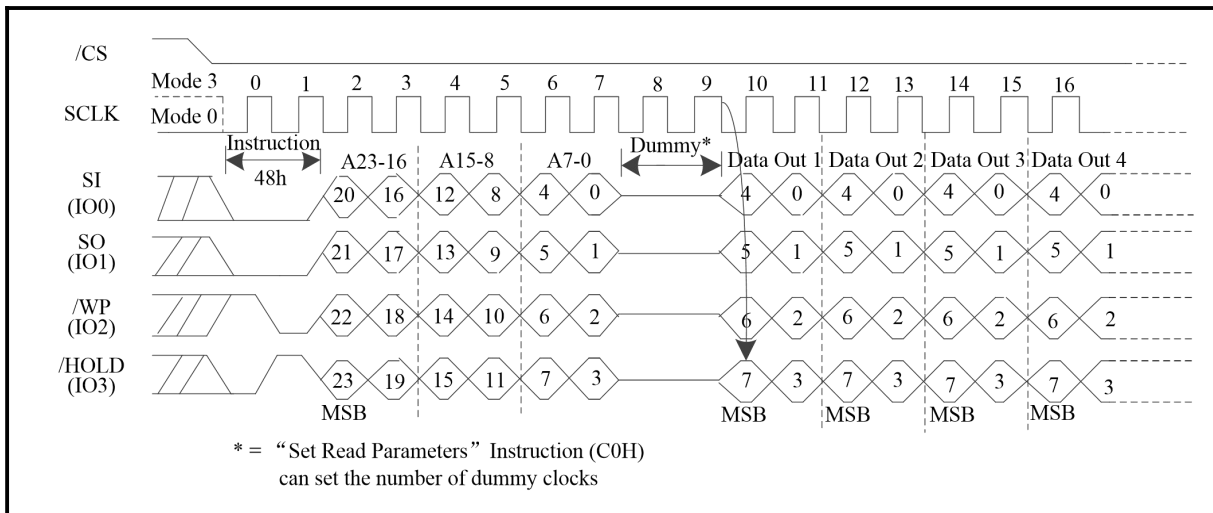 /CS
Mode 3 0 1 2 3 4 5 6 7 8 9 10 11 12 13 14 15 16
SCLK Mode 0
Instruction A23-16 A15-8 A7-0 Dummy* Data Out 1 Data Out 2 Data Out 3 Data Out 4
48h
SI
(IO0)
20 16 12 8 4 0 4 0 4 0 4 0 4 0
SO
(IO1)
21 17 13 9 5 1 5 1 5 1 5 1 5 1
/WP
(IO2)
22 18 14 10 6 2 6 2 6 2 6 2 6 2
/HOLD
(IO3)
23 19 15 11 7 3 7 3 7 3 7 3 7 3
MSB MSB MSB MSB MSB
* = “Set Read Parameters” Instruction (C0H)
can set the number of dummy clocks